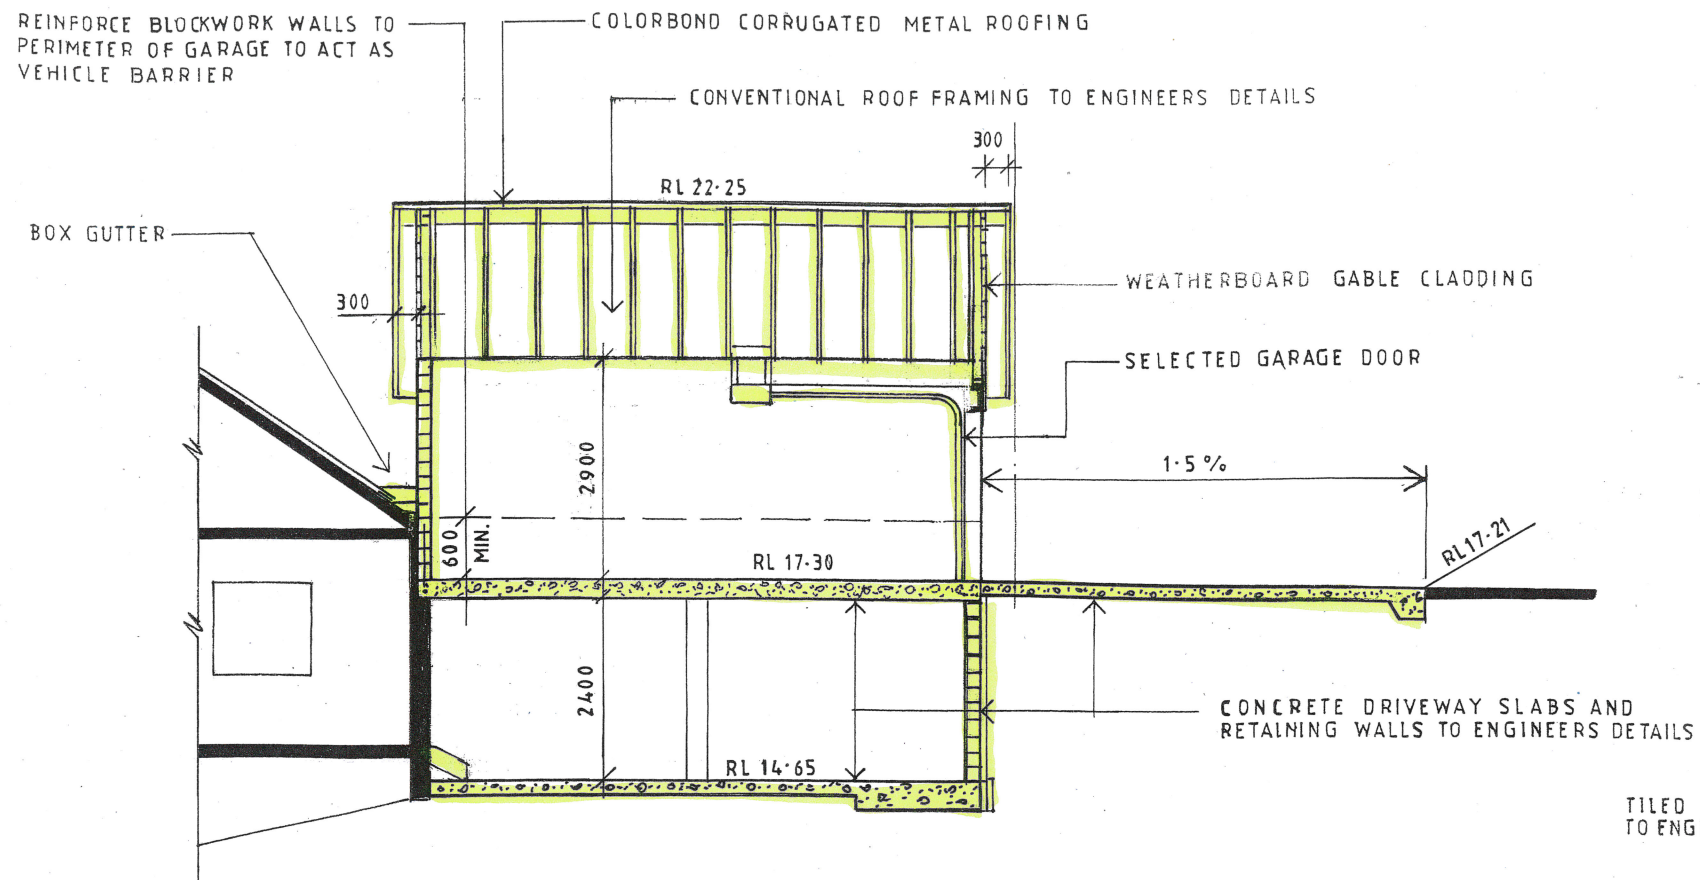 REINFORCE BLOCKWORK WALLS TO
PERIMETER OF GARAGE TO ACT AS
VEHICLE BARRIER
COLORBOND CORRUGATED METAL ROOFING
CONVENTIONAL ROOF FRAMING TO ENGINEERS DETAILS
300
RL 22·25
BOX GUTTER
WEATHERBOARD GABLE CLADDING
300
SELECTED GARAGE DOOR
2900
1·5%
600
MIN.
RL 17·30
RL 17·21
2400
CONCRETE DRIVEWAY SLABS AND
RETAINING WALLS TO ENGINEERS DETAILS
RL 14·65
TILED
TO ENG